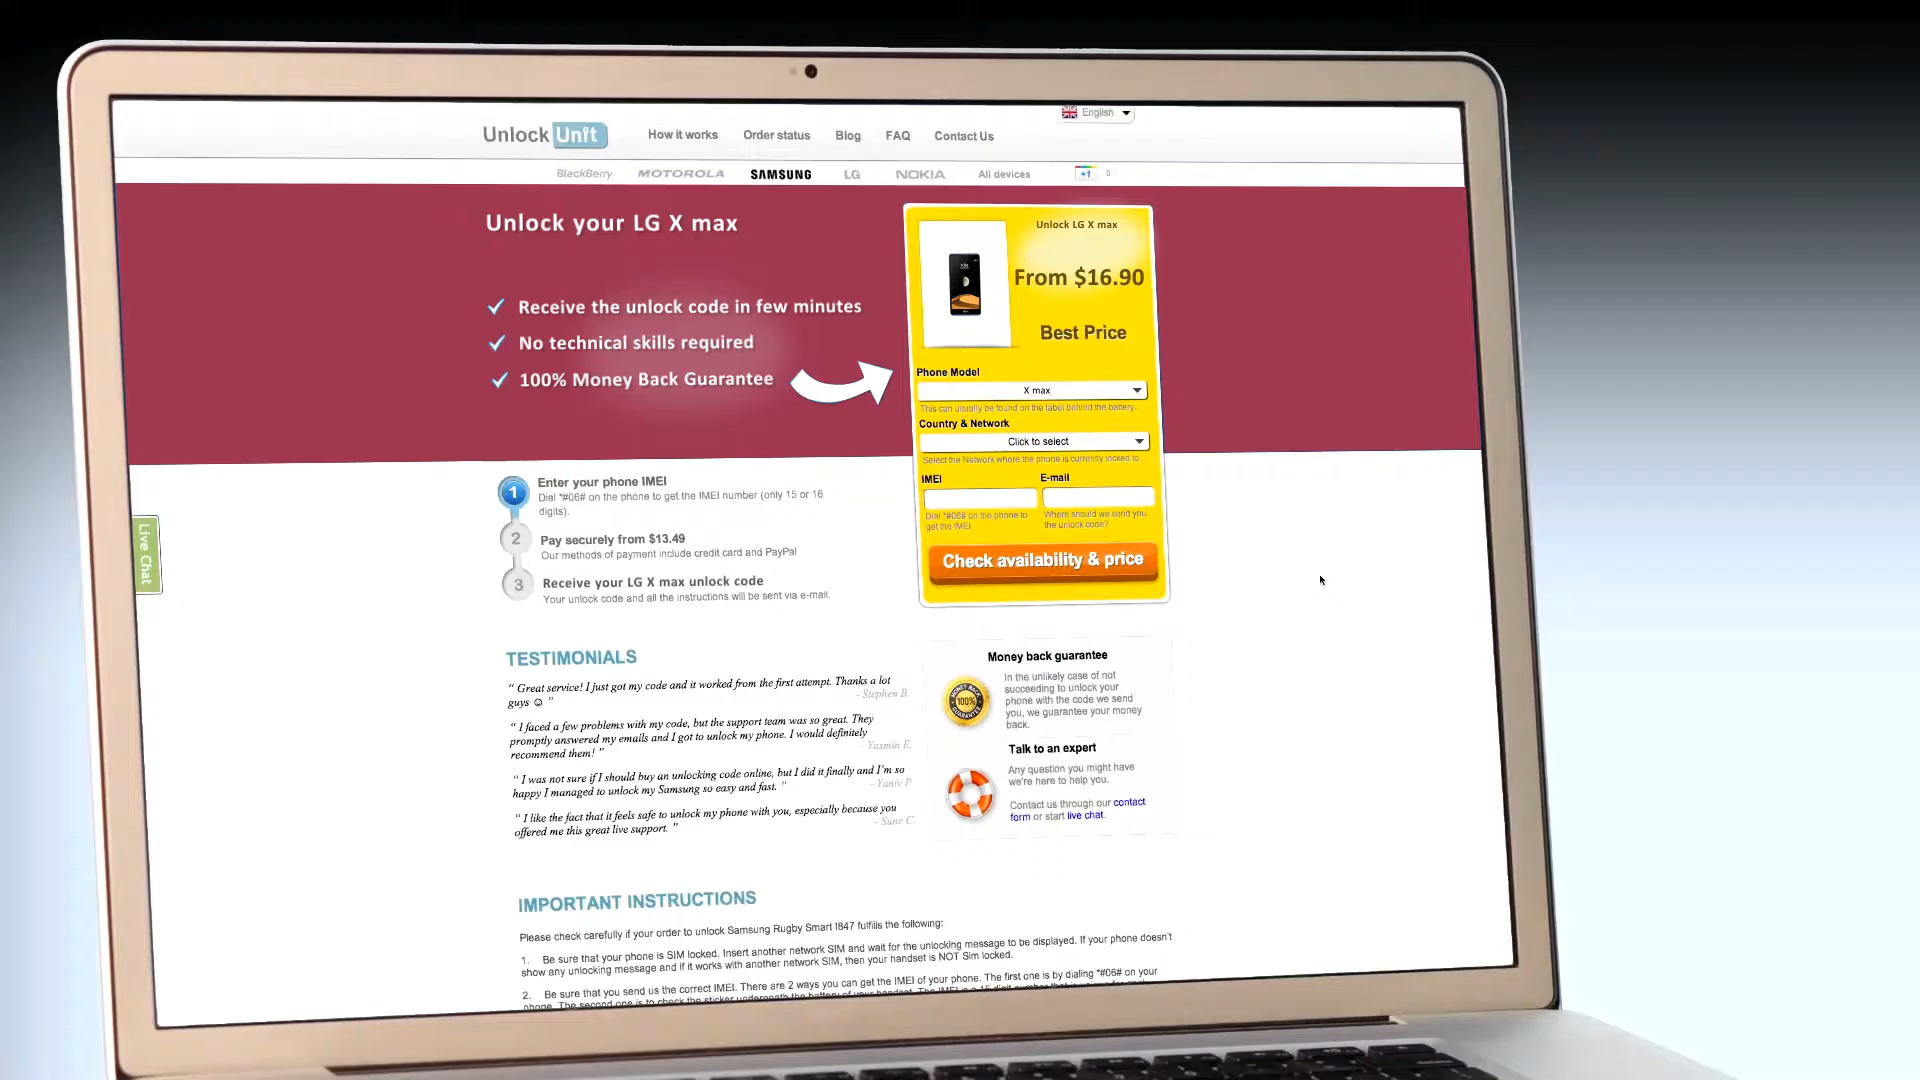 English
Unlock Unit
How it works
Order status
Blog
FAQ
Contact Us
BlackBerry
MOTOROLA
SAMSUNG
LG
NOKIA
All devices
+1
0
Unlock your LG X max
Receive the unlock code in few minutes
No technical skills required
100% Money Back Guarantee
Unlock LG X max
From $16.90
Best Price
Phone Model
X max
This can usually be found on the label behind the battery.
Country & Network
Click to select
Select the Network where the phone is currently locked to.
IMEI
E-mail
Dial *#06# on the phone to
get the IMEI
Where should we send you
the unlock code?
Check availability & price
1
Enter your phone IMEI
Dial *#06# on the phone to get the IMEI number (only 15 or 16
digits).
2
Pay securely from $13.49
Our methods of payment include credit card and PayPal
3
Receive your LG X max unlock code
Your unlock code and all the instructions will be sent via e-mail.
Live Chat
TESTIMONIALS
“ Great service! I just got my code and it worked from the first attempt. Thanks a lot
guys ☺ ”
- Stephen B.
“ I faced a few problems with my code, but the support team was so great. They
promptly answered my emails and I got to unlock my phone. I would definitely
recommend them! ”
- Yasmin E.
“ I was not sure if I should buy an unlocking code online, but I did it finally and I'm so
happy I managed to unlock my Samsung so easy and fast. ”
- Yaniv P
“ I like the fact that it feels safe to unlock my phone with you, especially because you
offered me this great live support. ”
- Sune C.
Money back guarantee
MONEY BACK
100%
GUARANTEE
In the unlikely case of not
succeeding to unlock your
phone with the code we send
you, we guarantee your money
back.
Talk to an expert
Any question you might have
we're here to help you.
Contact us through our contact
form or start live chat.
IMPORTANT INSTRUCTIONS
Please check carefully if your order to unlock Samsung Rugby Smart I847 fulfills the following:
1. Be sure that your phone is SIM locked. Insert another network SIM and wait for the unlocking message to be displayed. If your phone doesn't
show any unlocking message and if it works with another network SIM, then your handset is NOT Sim locked.
2. Be sure that you send us the correct IMEI. There are 2 ways you can get the IMEI of your phone. The first one is by dialing *#06# on your
phone. The second one is to check the sticker underneath the battery of your handset. The IMEI is a 15 digit number that is